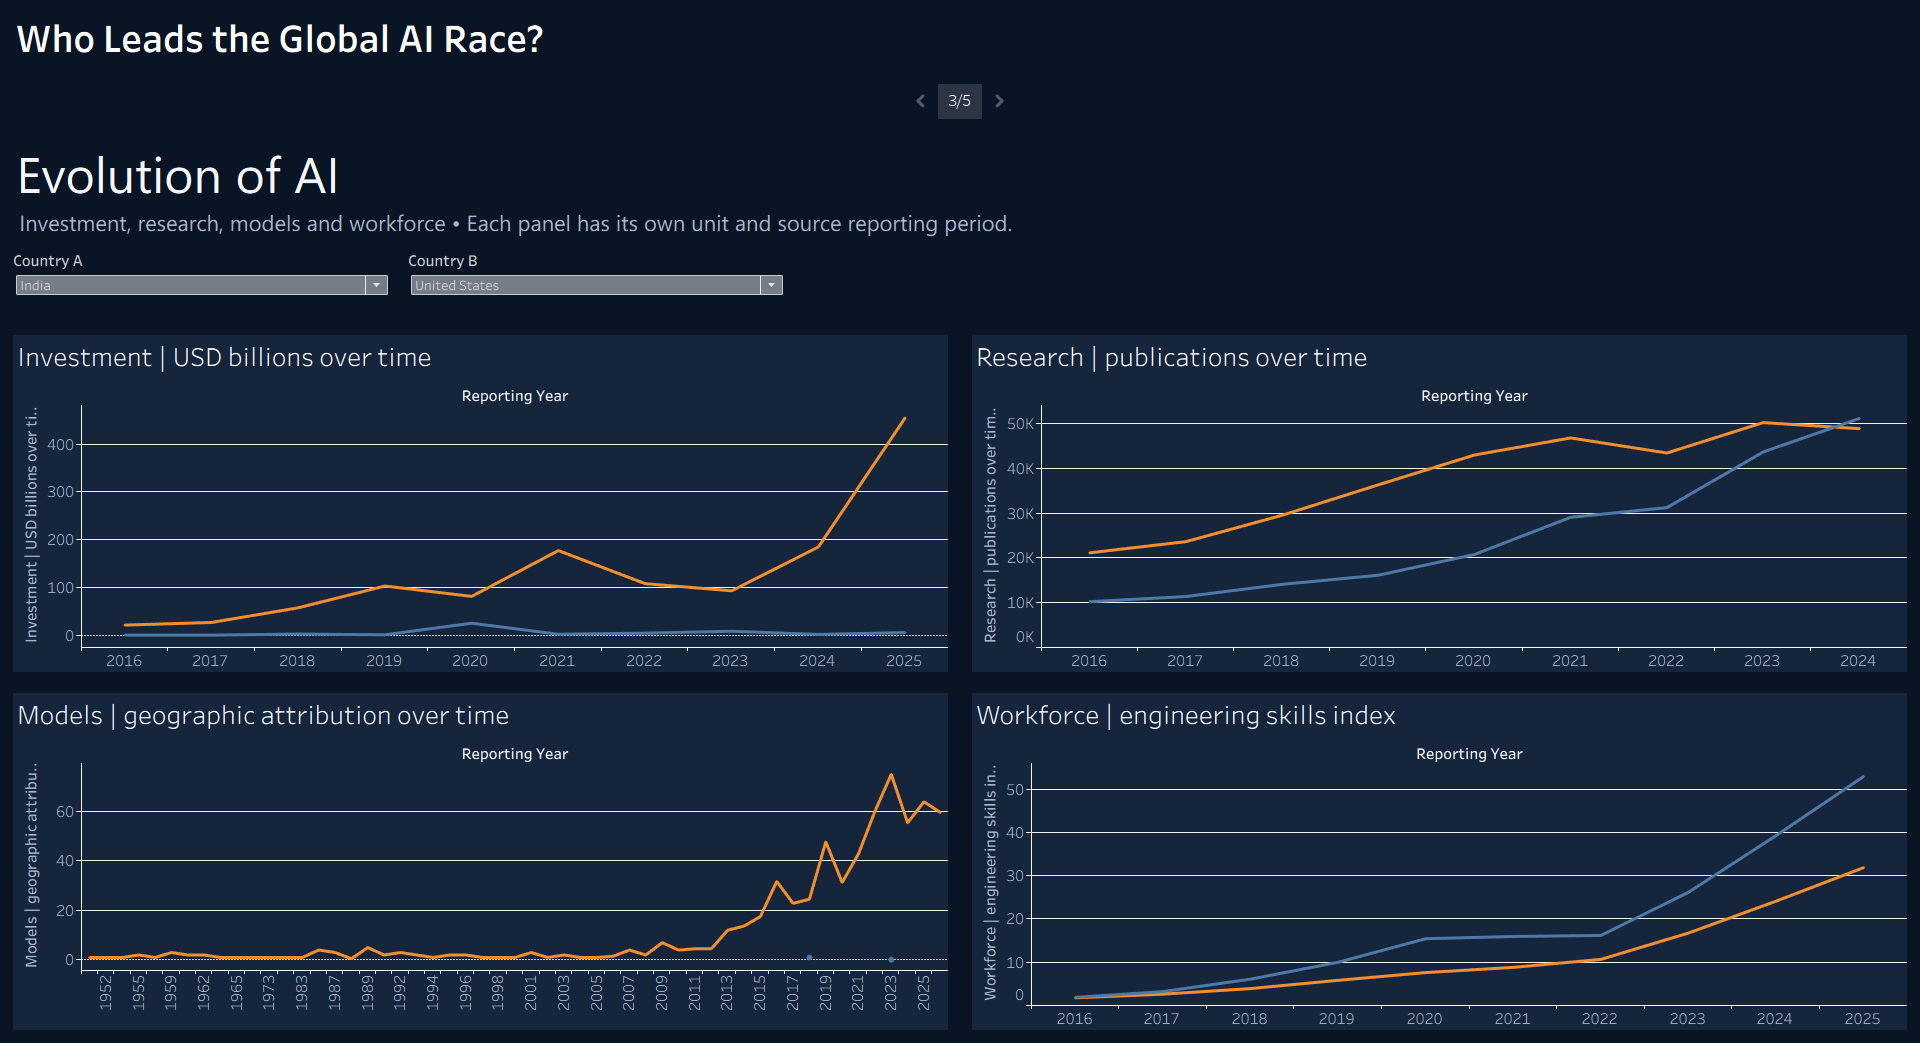 Who Leads the Global AI Race?
3/5
Evolution of AI
Investment, research, models and workforce • Each panel has its own unit and source reporting period.
Country A
Country B
India
United States
Investment | USD billions over time
Reporting Year
Investment | USD billions over ti..
400
300
200
100
0
2016 2017 2018 2019 2020 2021 2022 2023 2024 2025
Research | publications over time
Reporting Year
Research | publications over tim..
50K
40K
30K
20K
10K
0K
2016 2017 2018 2019 2020 2021 2022 2023 2024
Models | geographic attribution over time
Reporting Year
Models | geographic attribu..
60
40
20
0
1952 1955 1959 1962 1965 1973 1983 1987 1989 1992 1994 1996 1998 2001 2003 2005 2007 2009 2011 2013 2015 2017 2019 2021 2023 2025
Workforce | engineering skills index
Reporting Year
Workforce | engineering skills in..
50
40
30
20
10
0
2016 2017 2018 2019 2020 2021 2022 2023 2024 2025